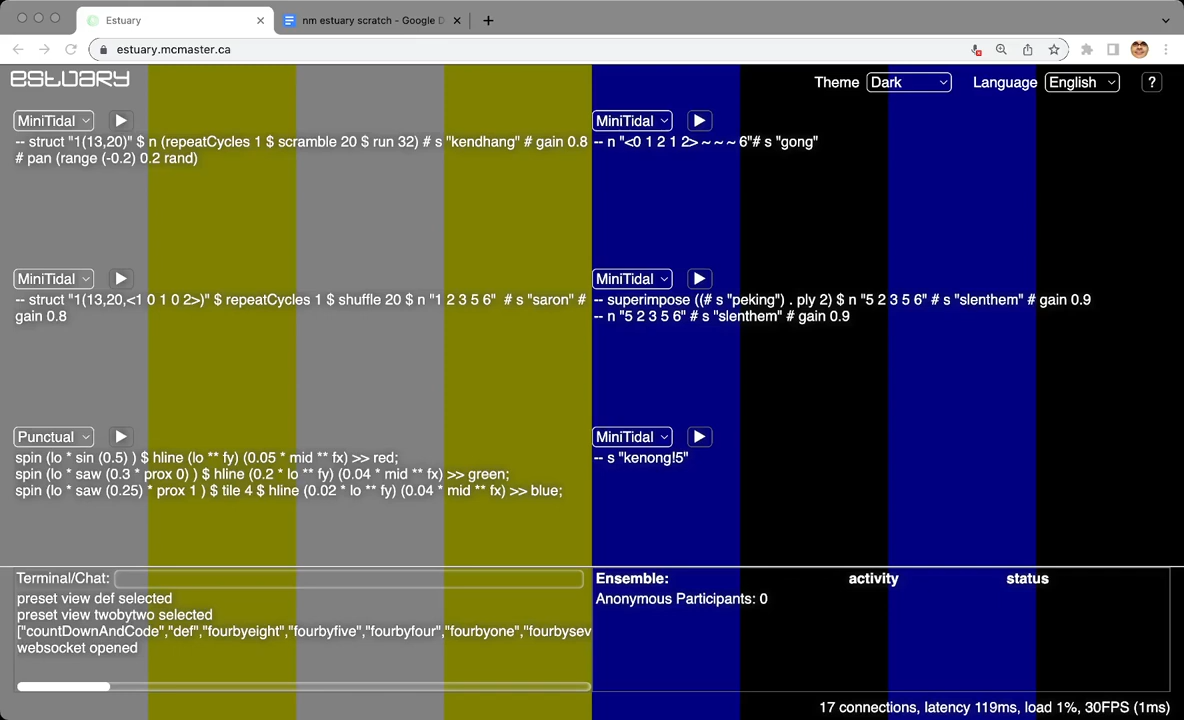 Estuary
nm estuary scratch - Google D
estuary.mcmaster.ca
estuary
Theme Dark Language English ?
MiniTidal
-- struct "1(13,20)" $ n (repeatCycles 1 $ scramble 20 $ run 32) # s "kendhang" # gain 0.8
# pan (range (-0.2) 0.2 rand)
MiniTidal
-- n "<0 1 2 1 2> ~ ~ ~ 6"# s "gong"
MiniTidal
-- struct "1(13,20,<1 0 1 0 2>)" $ repeatCycles 1 $ shuffle 20 $ n "1 2 3 5 6"  # s "saron" #
gain 0.8
MiniTidal
-- superimpose ((# s "peking") . ply 2) $ n "5 2 3 5 6" # s "slenthem" # gain 0.9
-- n "5 2 3 5 6" # s "slenthem" # gain 0.9
Punctual
spin (lo * sin (0.5) ) $ hline (lo ** fy) (0.05 * mid ** fx) >> red;
spin (lo * saw (0.3 * prox 0) ) $ hline (0.2 * lo ** fy) (0.04 * mid ** fx) >> green;
spin (lo * saw (0.25) * prox 1 ) $ tile 4 $ hline (0.02 * lo ** fy) (0.04 * mid ** fx) >> blue;
MiniTidal
-- s "kenong!5"
Terminal/Chat:
preset view def selected
preset view twobytwo selected
["countDownAndCode","def","fourbyeight","fourbyfive","fourbyfour","fourbyone","fourbysev
websocket opened
Ensemble: activity status
Anonymous Participants: 0
17 connections, latency 119ms, load 1%, 30FPS (1ms)